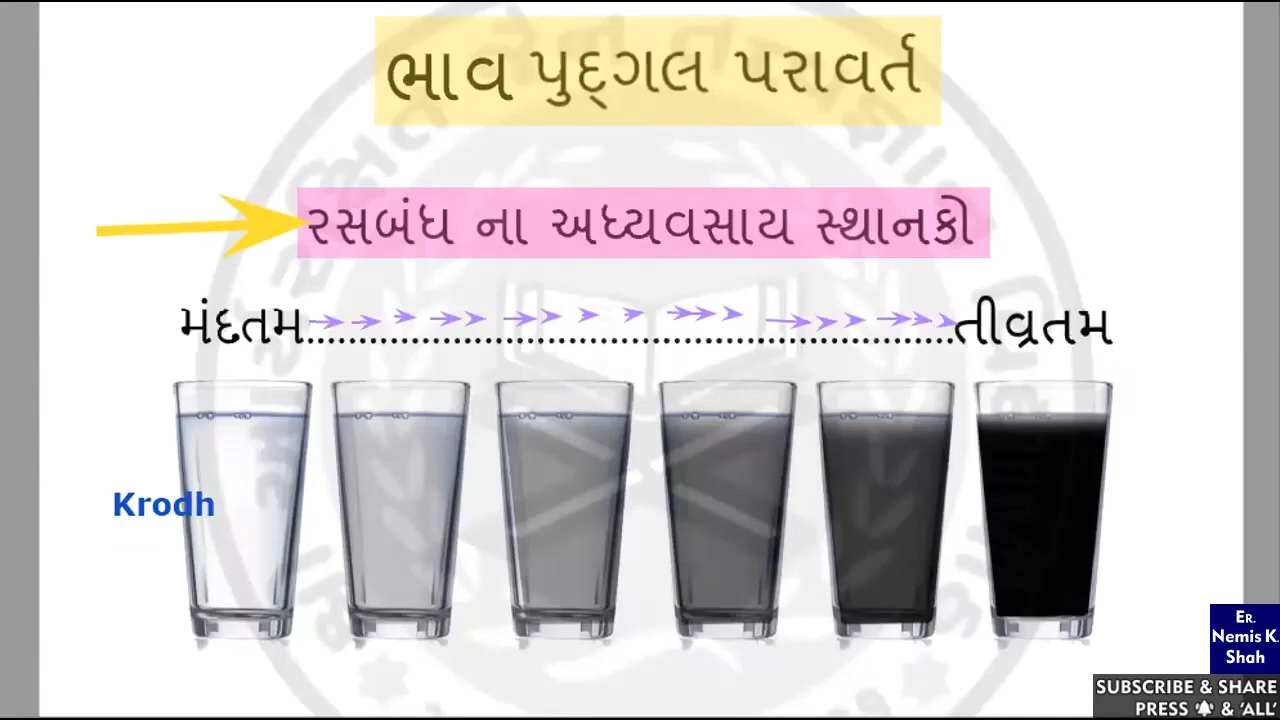 ભાવ પુદ્ગલ પરાવર્ત
રસબંધ ના અધ્યવસાય સ્થાનકો
મંદતમ.....................................................તીવ્રતમ
Krodh
ER.
Nemis K.
Shah
SUBSCRIBE & SHARE
PRESS & 'ALL'